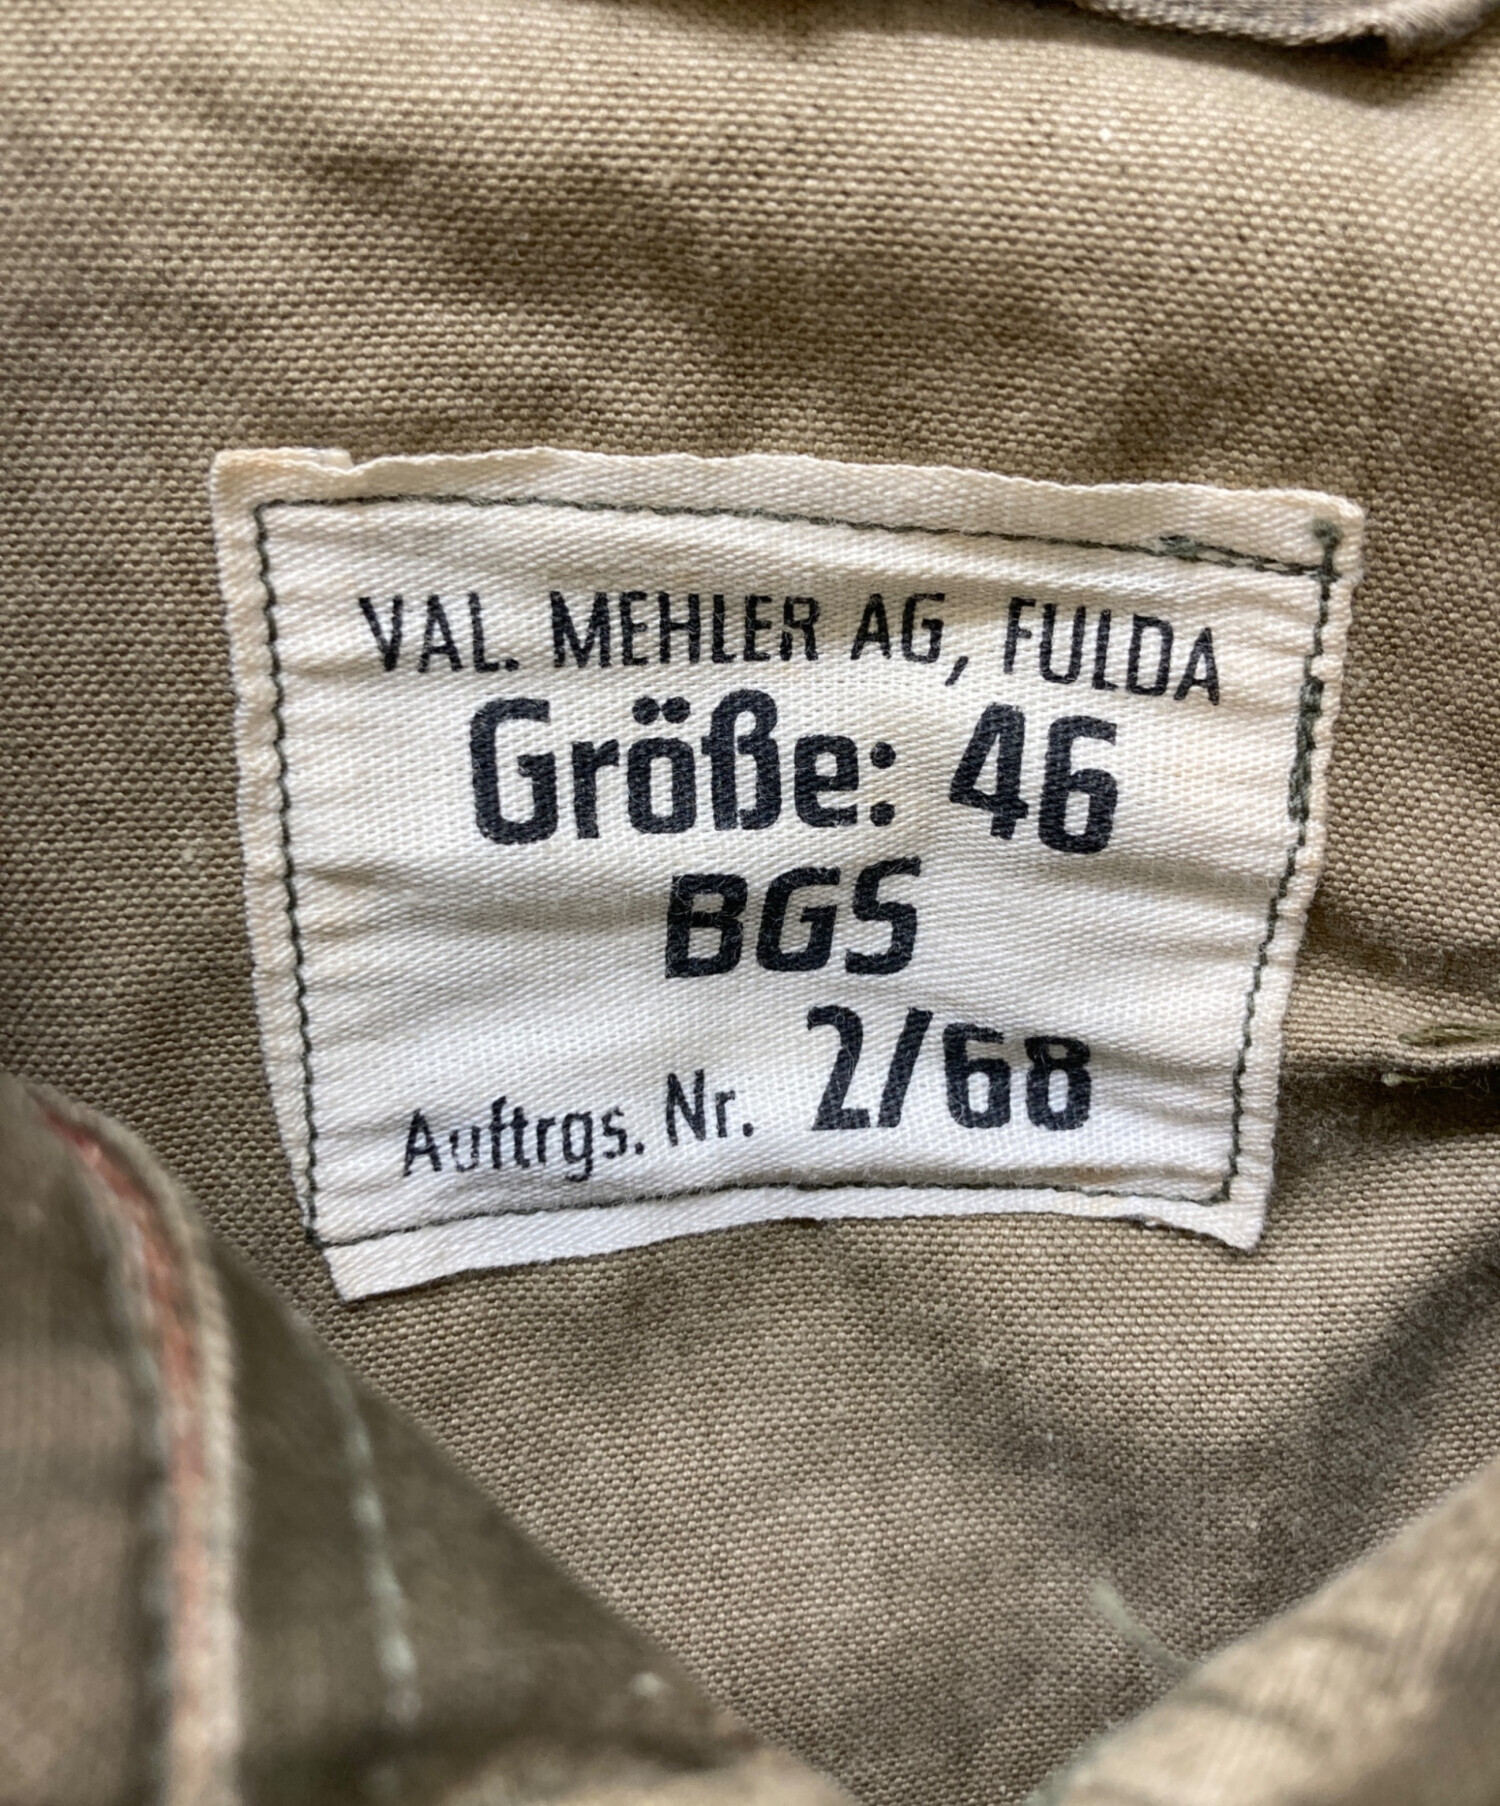 VAL. MEHLER AG, FULDA
Größe: 46
BGS
Auftrgs. Nr. 2/68